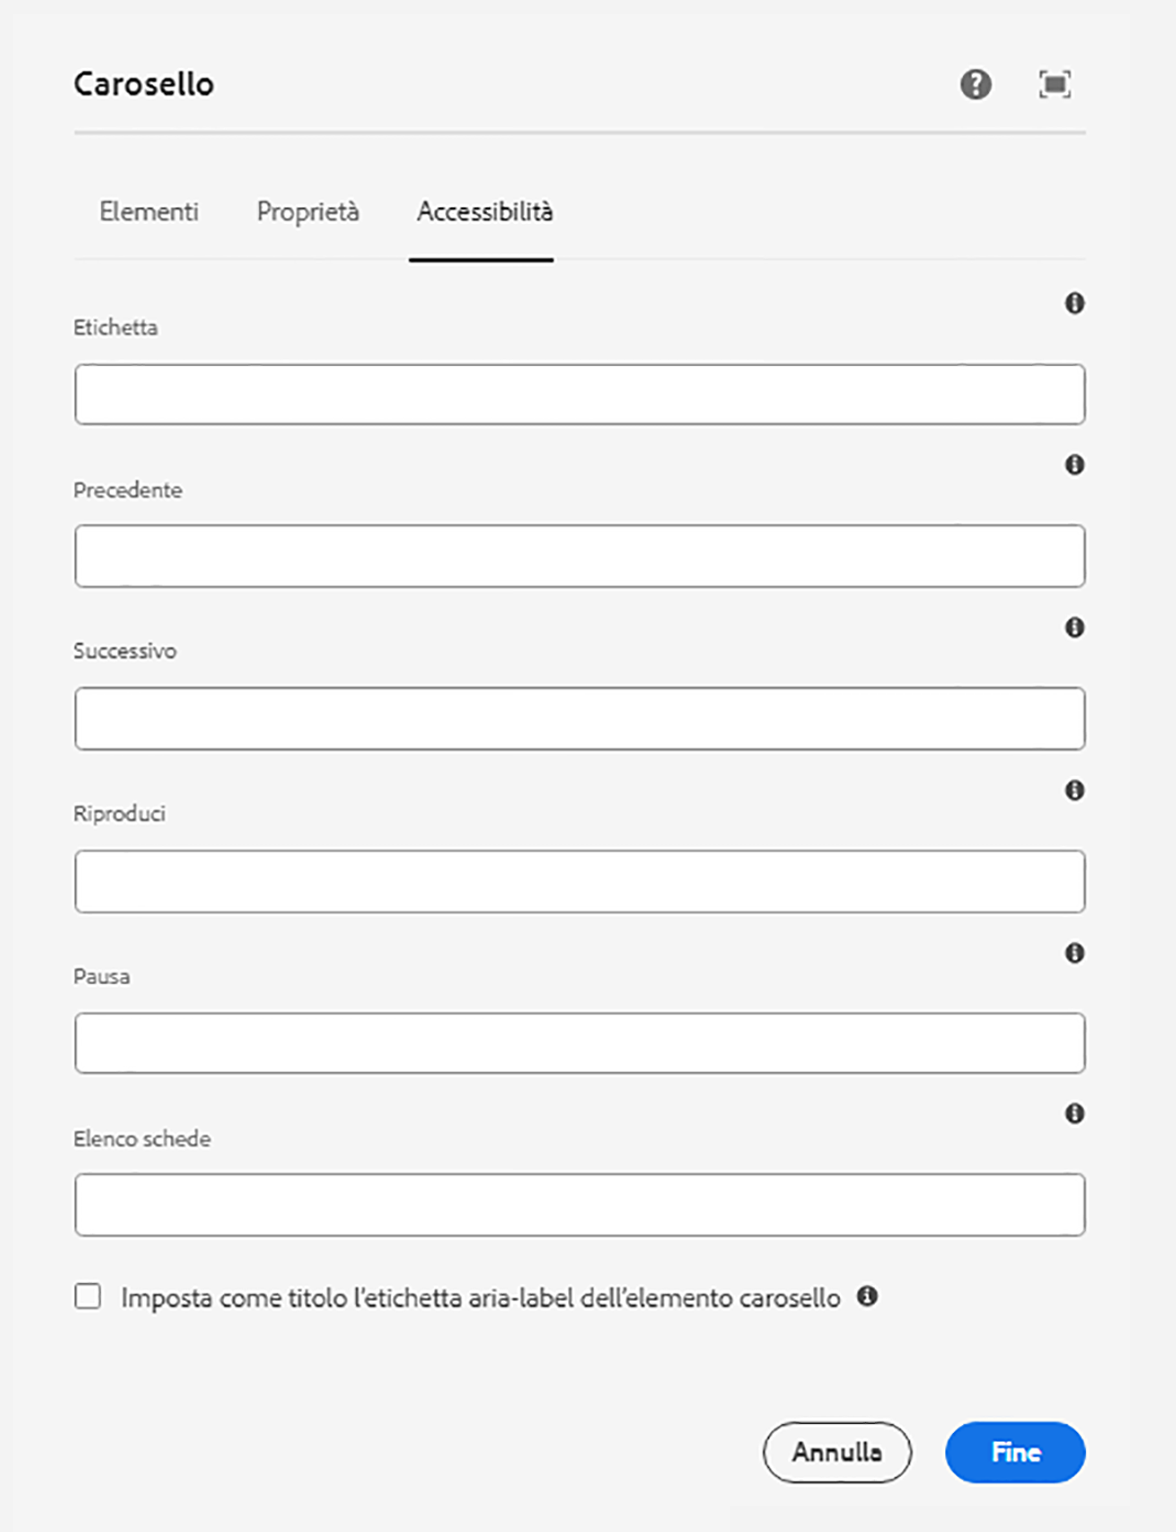 Carosello
Elementi Proprietà Accessibilità
Etichetta
Precedente
Successivo
Riproduci
Pausa
Elenco schede
Imposta come titolo l'etichetta aria-label dell'elemento carosello
Annulla Fine